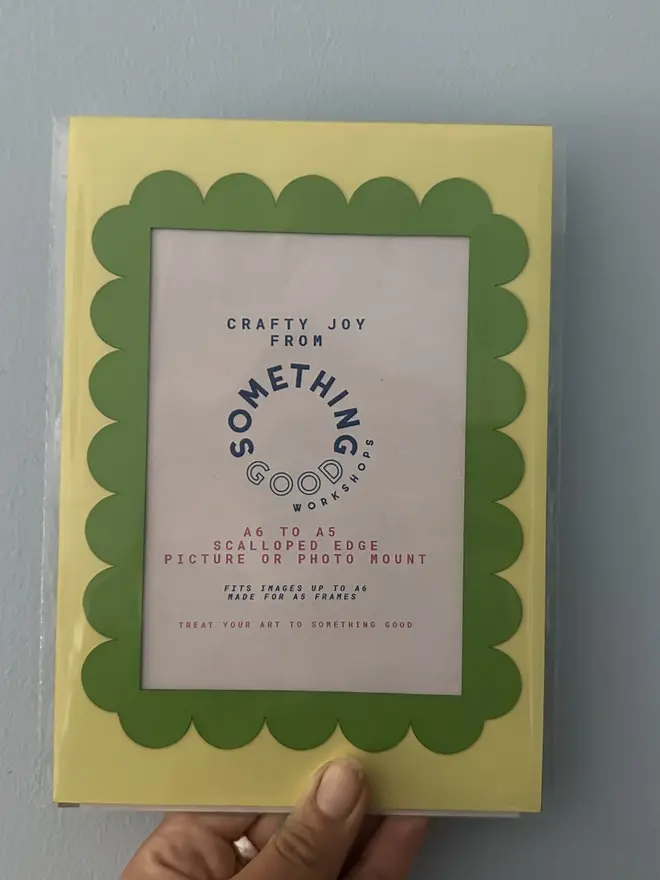 CRAFTY JOY
FROM
SOMETHING
GOOD
WORKSHOPS
A6 TO A5
SCALLOPED EDGE
PICTURE OR PHOTO MOUNT
FITS IMAGES UP TO A6
MADE FOR A5 FRAMES
TREAT YOUR ART TO SOMETHING GOOD